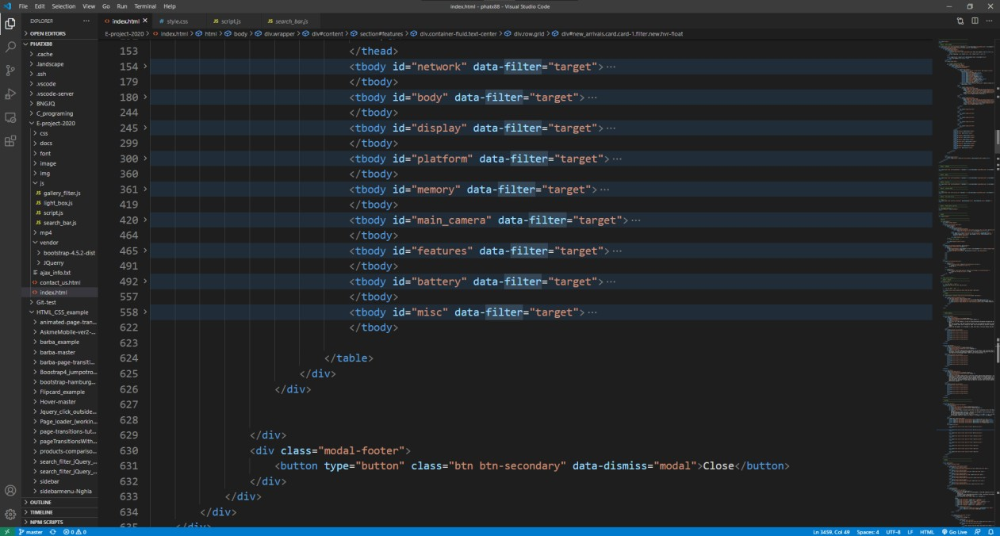 File Edit Selection View Go Run Terminal Help
index.html - phatx88 - Visual Studio Code
EXPLORER ···
index.html × # style.css JS script.js JS search_bar.js
E-project-2020 > index.html > html > body > div.wrapper > div#content > section#features > div.container-fluid.text-center > div.row.grid > div#new_arrivals.card.card-1.filter.new.hvr-float
OPEN EDITORS
PHATX88
.cache
.landscape
.ssh
.vscode
.vscode-server
BNGJQ
C_programing
E-project-2020
css
docs
font
image
img
js
JS gallery_filter.js
JS light_box.js
JS script.js
JS search_bar.js
mp4
vendor
bootstrap-4.5.2-dist
JQuerry
ajax_info.txt
contact_us.html
index.html
Git-test
HTML_CSS_example
animated-page-tran...
AskmeMobile-ver2-...
barba_example
barba-master
barba-page-transiti...
Boostrap4_jumpotro...
bootstrap-hamburg...
Flipcard_example
Hover-master
Jquery_click_outside...
Page_loader_(workin...
page-transitions-tut...
pageTransitionsWith...
products-compariso...
search_filter_jQuery_...
search_filter_jQuery_...
sidebar
sidebarmenu-Nghia
OUTLINE
TIMELINE
NPM SCRIPTS
153 </thead>
154 <tbody id="network" data-filter="target">···
179 </tbody>
180 <tbody id="body" data-filter="target">···
244 </tbody>
245 <tbody id="display" data-filter="target">···
299 </tbody>
300 <tbody id="platform" data-filter="target">···
360 </tbody>
361 <tbody id="memory" data-filter="target">···
419 </tbody>
420 <tbody id="main_camera" data-filter="target">···
464 </tbody>
465 <tbody id="features" data-filter="target">···
491 </tbody>
492 <tbody id="battery" data-filter="target">···
557 </tbody>
558 <tbody id="misc" data-filter="target">···
622 </tbody>
623
624 </table>
625 </div>
626 </div>
627
628
629 </div>
630 <div class="modal-footer">
631 <button type="button" class="btn btn-secondary" data-dismiss="modal">Close</button>
632 </div>
633 </div>
634 </div>
635 </div>
master 0 0 Ln 3459, Col 49 Spaces: 4 UTF-8 LF HTML Go Live